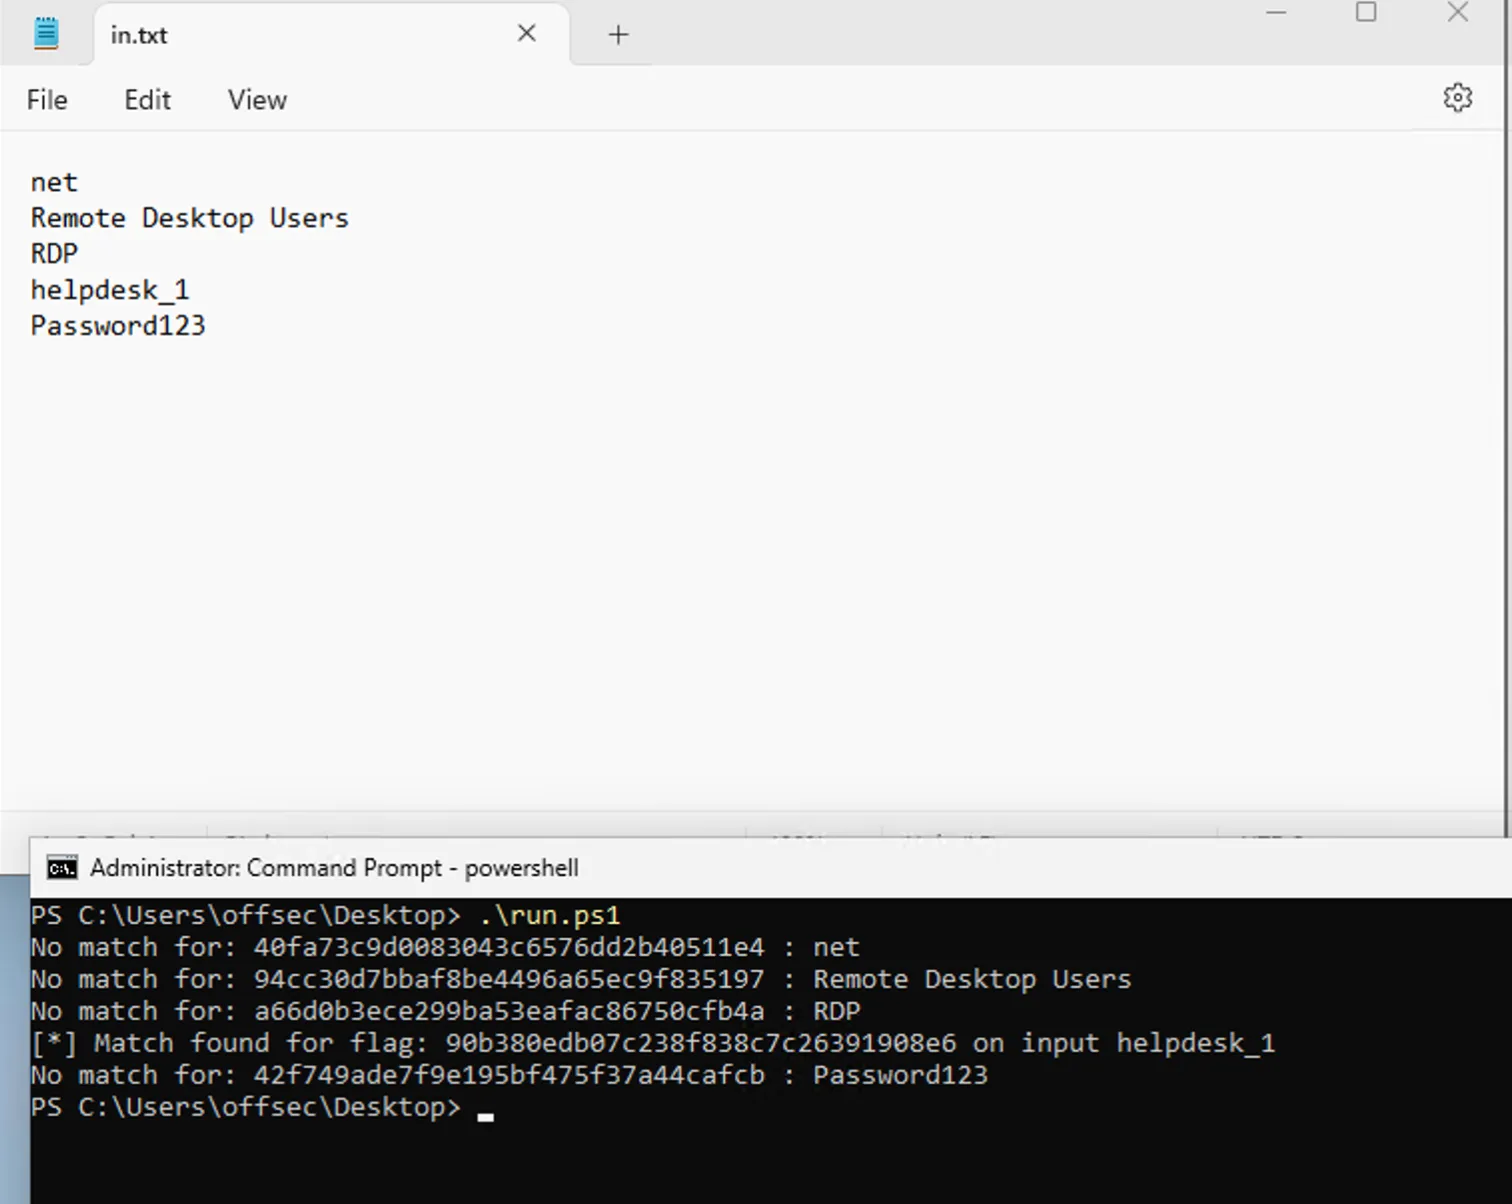 in.txt
File Edit View
net
Remote Desktop Users
RDP
helpdesk_1
Password123
Administrator: Command Prompt - powershell
PS C:\Users\offsec\Desktop> .\run.ps1
No match for: 40fa73c9d0083043c6576dd2b40511e4 : net
No match for: 94cc30d7bbaf8be4496a65ec9f835197 : Remote Desktop Users
No match for: a66d0b3ece299ba53eafac86750cfb4a : RDP
[*] Match found for flag: 90b380edb07c238f838c7c26391908e6 on input helpdesk_1
No match for: 42f749ade7f9e195bf475f37a44cafcb : Password123
PS C:\Users\offsec\Desktop>